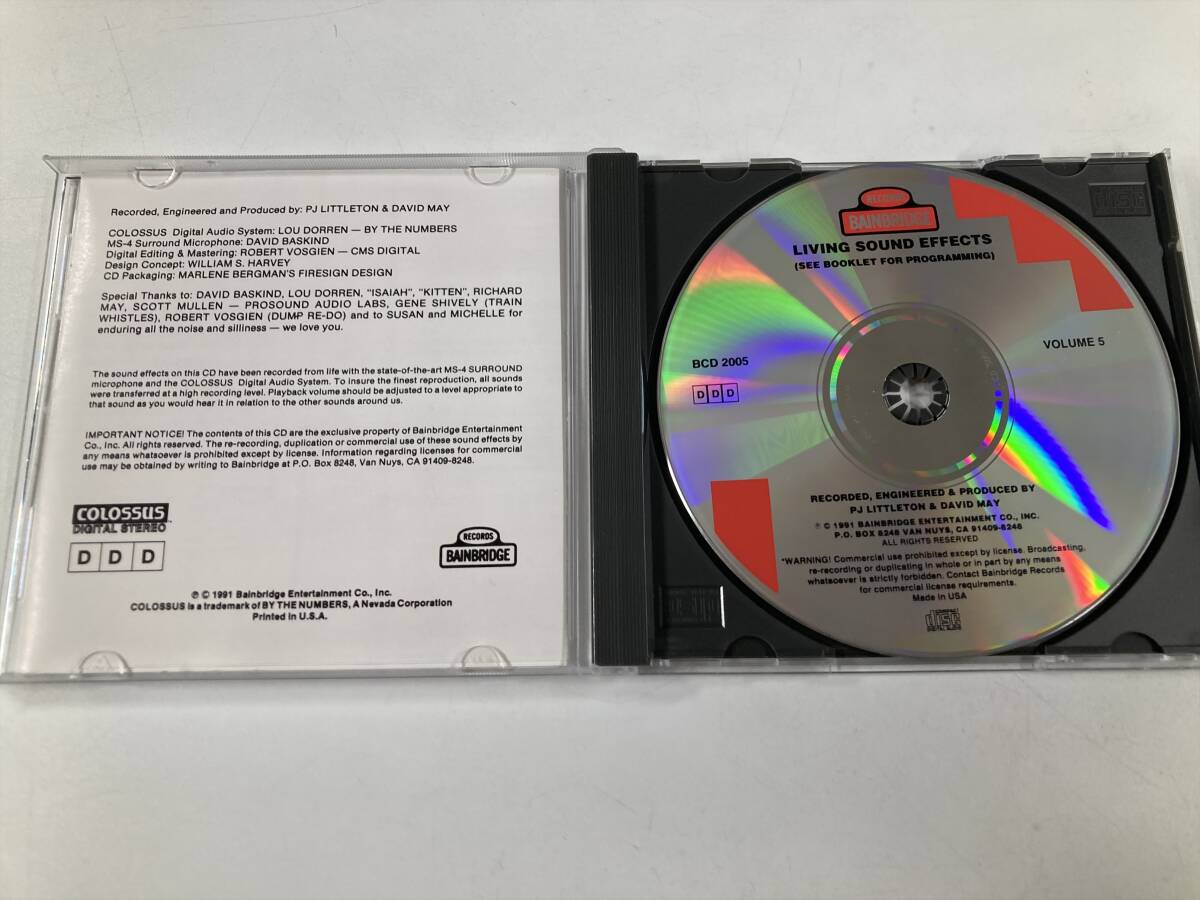 Recorded, Engineered and Produced by: PJ LITTLETON & DAVID MAY
COLOSSUS Digital Audio System: LOU DORREN — BY THE NUMBERS
MS-4 Surround Microphone: DAVID BASKIND
Digital Editing & Mastering: ROBERT VOSGIEN — CMS DIGITAL
Design Concept: WILLIAM S. HARVEY
CD Packaging: MARLENE BERGMAN'S FIRESIGN DESIGN
Special Thanks to: DAVID BASKIND, LOU DORREN, "ISAIAH", "KITTEN", RICHARD
MAY, SCOTT MULLEN — PROSOUND AUDIO LABS, GENE SHIVELY (TRAIN
WHISTLES), ROBERT VOSGIEN (DUMP RE-DO) and to SUSAN and MICHELLE for
enduring all the noise and silliness — we love you.
The sound effects on this CD have been recorded from life with the state-of-the-art MS-4 SURROUND
microphone and the COLOSSUS Digital Audio System. To insure the finest reproduction, all sounds
were transferred at a high recording level. Playback volume should be adjusted to a level appropriate to
that sound as you would hear it in relation to the other sounds around us.
IMPORTANT NOTICE! The contents of this CD are the exclusive property of Bainbridge Entertainment
Co., Inc. All rights reserved. The re-recording, duplication or commercial use of these sound effects by
any means whatsoever is prohibited except by license. Information regarding licenses for commercial
use may be obtained by writing to Bainbridge at P.O. Box 8248, Van Nuys, CA 91409-8248.
COLOSSUS™
DIGITAL STEREO
D D D
RECORDS
BAINBRIDGE
℗ © 1991 Bainbridge Entertainment Co., Inc.
COLOSSUS is a trademark of BY THE NUMBERS, A Nevada Corporation
Printed in U.S.A.
RECORDS
BAINBRIDGE
LIVING SOUND EFFECTS
(SEE BOOKLET FOR PROGRAMMING)
BCD 2005
VOLUME 5
D D D
RECORDED, ENGINEERED & PRODUCED BY
PJ LITTLETON & DAVID MAY
℗ © 1991 BAINBRIDGE ENTERTAINMENT CO., INC.
P.O. BOX 8248 VAN NUYS, CA 91409-8248
ALL RIGHTS RESERVED
*WARNING! Commercial use prohibited except by license. Broadcasting,
re-recording or duplicating in whole or in part by any means
whatsoever is strictly forbidden. Contact Bainbridge Records
for commercial license requirements.
Made in USA
COMPACT
disc
DIGITAL AUDIO